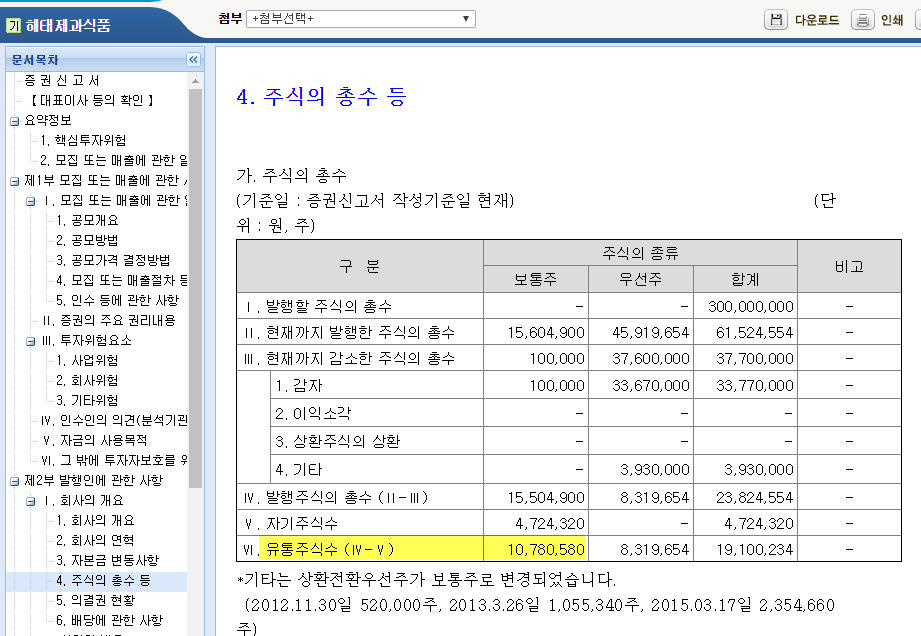 해태제과식품
첨부 +첨부선택+
다운로드 인쇄
문서목차
증 권 신 고 서
【 대표이사 등의 확인 】
요약정보
1. 핵심투자위험
2. 모집 또는 매출에 관한 일
제1부 모집 또는 매출에 관한
I. 모집 또는 매출에 관한
1. 공모개요
2. 공모방법
3. 공모가격 결정방법
4. 모집 또는 매출절차 등
5. 인수 등에 관한 사항
II. 증권의 주요 권리내용
III. 투자위험요소
1. 사업위험
2. 회사위험
3. 기타위험
IV. 인수인의 의견(분석기관
V. 자금의 사용목적
VI. 그 밖에 투자자보호를 위
제2부 발행인에 관한 사항
I. 회사의 개요
1. 회사의 개요
2. 회사의 연혁
3. 자본금 변동사항
4. 주식의 총수 등
5. 의결권 현황
6. 배당에 관한 사항
4. 주식의 총수 등
가. 주식의 총수
(기준일 : 증권신고서 작성기준일 현재) (단
위 : 원, 주)
구 분 주식의 종류 비고
보통주 우선주 합계
Ⅰ. 발행할 주식의 총수 - - 300,000,000 -
Ⅱ. 현재까지 발행한 주식의 총수 15,604,900 45,919,654 61,524,554 -
Ⅲ. 현재까지 감소한 주식의 총수 100,000 37,600,000 37,700,000 -
1. 감자 100,000 33,670,000 33,770,000 -
2. 이익소각 - - - -
3. 상환주식의 상환 - - - -
4. 기타 - 3,930,000 3,930,000 -
Ⅳ. 발행주식의 총수 (Ⅱ-Ⅲ) 15,504,900 8,319,654 23,824,554 -
Ⅴ. 자기주식수 4,724,320 - 4,724,320 -
Ⅵ. 유통주식수 (Ⅳ-Ⅴ) 10,780,580 8,319,654 19,100,234 -
*기타는 상환전환우선주가 보통주로 변경되었습니다.
(2012.11.30일 520,000주, 2013.3.26일 1,055,340주, 2015.03.17일 2,354,660
주)